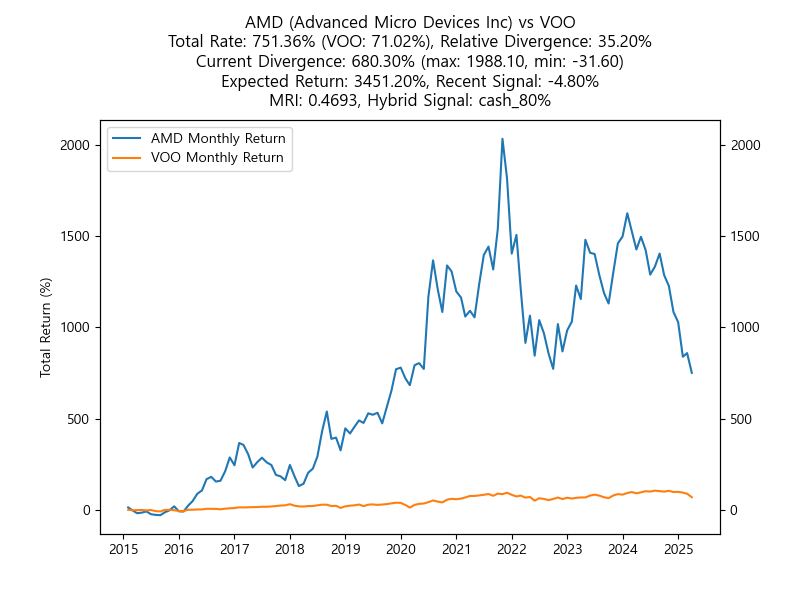 AMD (Advanced Micro Devices Inc) vs VOO
Total Rate: 751.36% (VOO: 71.02%), Relative Divergence: 35.20%
Current Divergence: 680.30% (max: 1988.10, min: -31.60)
Expected Return: 3451.20%, Recent Signal: -4.80%
MRI: 0.4693, Hybrid Signal: cash_80%
AMD Monthly Return
VOO Monthly Return
Total Return (%)
2000
1500
1000
500
0
2000
1500
1000
500
0
2015 2016 2017 2018 2019 2020 2021 2022 2023 2024 2025